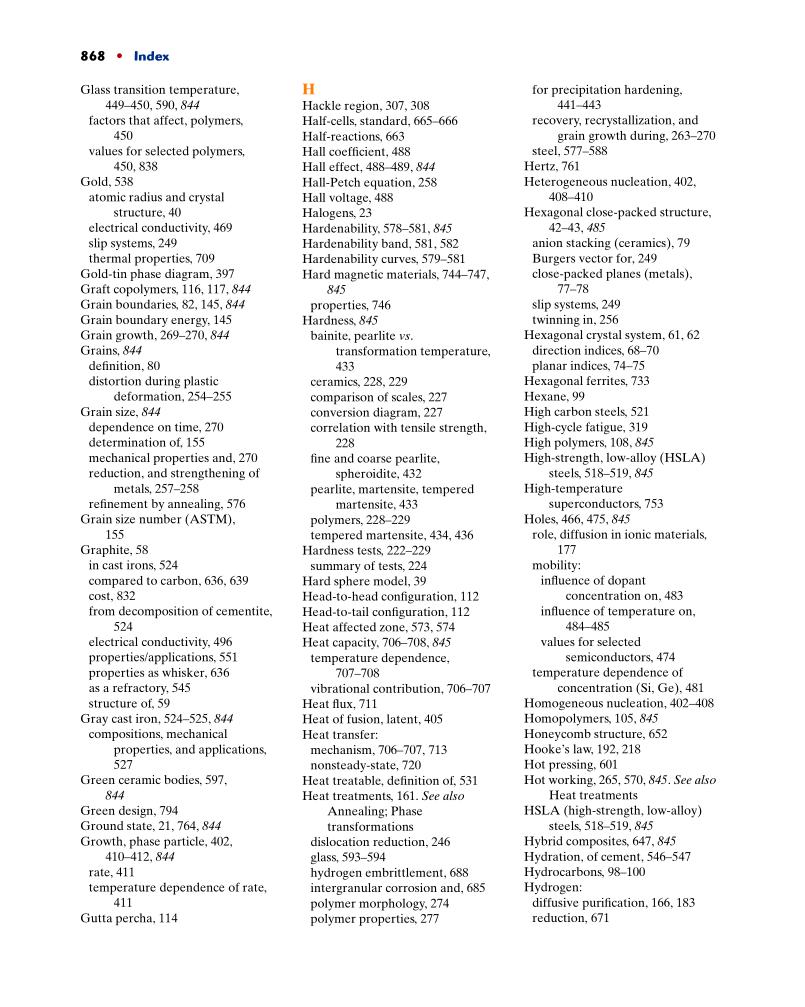 868 • Index
Glass transition temperature,
449–450, 590, 844
factors that affect, polymers,
450
values for selected polymers,
450, 838
Gold, 538
atomic radius and crystal
structure, 40
electrical conductivity, 469
slip systems, 249
thermal properties, 709
Gold-tin phase diagram, 397
Graft copolymers, 116, 117, 844
Grain boundaries, 82, 145, 844
Grain boundary energy, 145
Grain growth, 269–270, 844
Grains, 844
definition, 80
distortion during plastic
deformation, 254–255
Grain size, 844
dependence on time, 270
determination of, 155
mechanical properties and, 270
reduction, and strengthening of
metals, 257–258
refinement by annealing, 576
Grain size number (ASTM),
155
Graphite, 58
in cast irons, 524
compared to carbon, 636, 639
cost, 832
from decomposition of cementite,
524
electrical conductivity, 496
properties/applications, 551
properties as whisker, 636
as a refractory, 545
structure of, 59
Gray cast iron, 524–525, 844
compositions, mechanical
properties, and applications,
527
Green ceramic bodies, 597,
844
Green design, 794
Ground state, 21, 764, 844
Growth, phase particle, 402,
410–412, 844
rate, 411
temperature dependence of rate,
411
Gutta percha, 114
H
Hackle region, 307, 308
Half-cells, standard, 665–666
Half-reactions, 663
Hall coefficient, 488
Hall effect, 488–489, 844
Hall-Petch equation, 258
Hall voltage, 488
Halogens, 23
Hardenability, 578–581, 845
Hardenability band, 581, 582
Hardenability curves, 579–581
Hard magnetic materials, 744–747,
845
properties, 746
Hardness, 845
bainite, pearlite vs.
transformation temperature,
433
ceramics, 228, 229
comparison of scales, 227
conversion diagram, 227
correlation with tensile strength,
228
fine and coarse pearlite,
spheroidite, 432
pearlite, martensite, tempered
martensite, 433
polymers, 228–229
tempered martensite, 434, 436
Hardness tests, 222–229
summary of tests, 224
Hard sphere model, 39
Head-to-head configuration, 112
Head-to-tail configuration, 112
Heat affected zone, 573, 574
Heat capacity, 706–708, 845
temperature dependence,
707–708
vibrational contribution, 706–707
Heat flux, 711
Heat of fusion, latent, 405
Heat transfer:
mechanism, 706–707, 713
nonsteady-state, 720
Heat treatable, definition of, 531
Heat treatments, 161. See also
Annealing; Phase
transformations
dislocation reduction, 246
glass, 593–594
hydrogen embrittlement, 688
intergranular corrosion and, 685
polymer morphology, 274
polymer properties, 277
for precipitation hardening,
441–443
recovery, recrystallization, and
grain growth during, 263–270
steel, 577–588
Hertz, 761
Heterogeneous nucleation, 402,
408–410
Hexagonal close-packed structure,
42–43, 485
anion stacking (ceramics), 79
Burgers vector for, 249
close-packed planes (metals),
77–78
slip systems, 249
twinning in, 256
Hexagonal crystal system, 61, 62
direction indices, 68–70
planar indices, 74–75
Hexagonal ferrites, 733
Hexane, 99
High carbon steels, 521
High-cycle fatigue, 319
High polymers, 108, 845
High-strength, low-alloy (HSLA)
steels, 518–519, 845
High-temperature
superconductors, 753
Holes, 466, 475, 845
role, diffusion in ionic materials,
177
mobility:
influence of dopant
concentration on, 483
influence of temperature on,
484–485
values for selected
semiconductors, 474
temperature dependence of
concentration (Si, Ge), 481
Homogeneous nucleation, 402–408
Homopolymers, 105, 845
Honeycomb structure, 652
Hooke's law, 192, 218
Hot pressing, 601
Hot working, 265, 570, 845. See also
Heat treatments
HSLA (high-strength, low-alloy)
steels, 518–519, 845
Hybrid composites, 647, 845
Hydration, of cement, 546–547
Hydrocarbons, 98–100
Hydrogen:
diffusive purification, 166, 183
reduction, 671